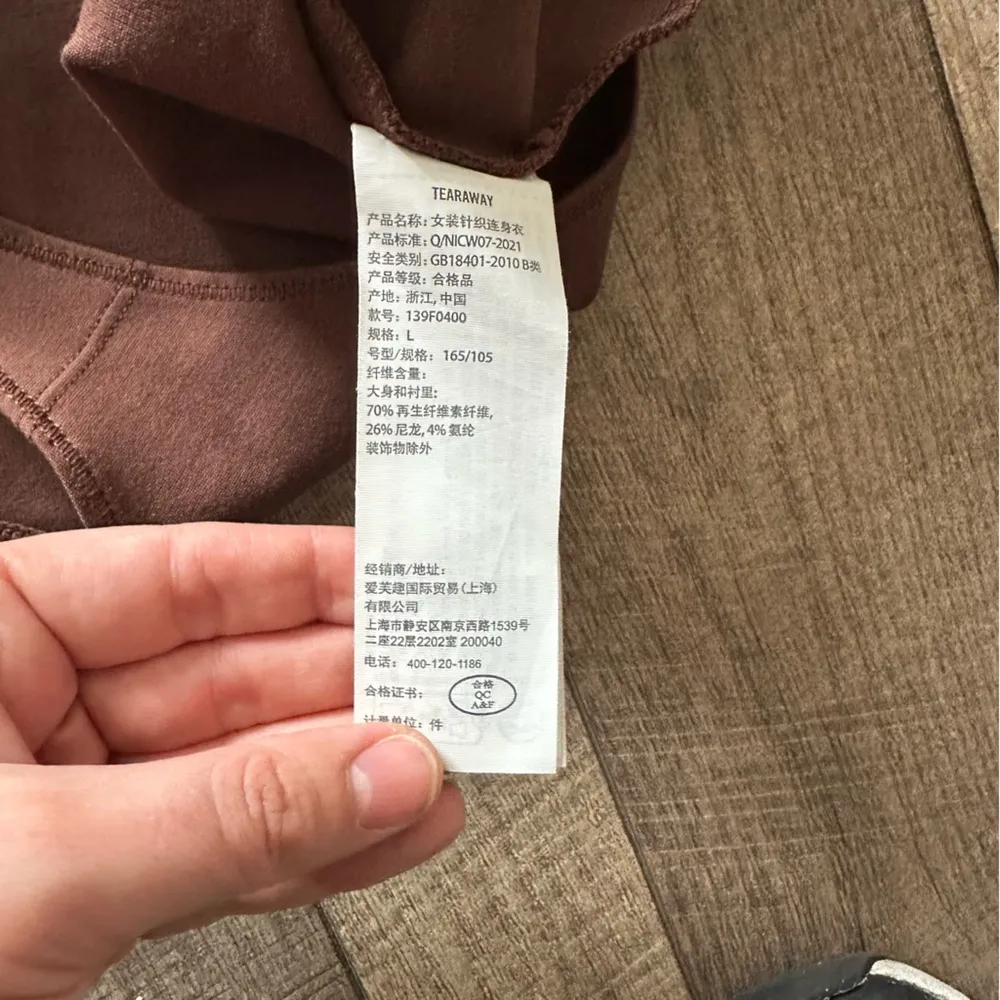 TEARAWAY
产品名称: 女装针织连身衣
产品标准: Q/NICW07-2021
安全类别: GB18401-2010 B类
产品等级: 合格品
产地: 浙江, 中国
款号: 139F0400
规格: L
号型/规格: 165/105
纤维含量:
大身和衬里:
70% 再生纤维素纤维,
26% 尼龙, 4% 氨纶
装饰物除外
经销商/地址:
爱芙趣国际贸易(上海)
有限公司
上海市静安区南京西路1539号
二座22层2202室 200040
电话: 400-120-1186
合格证书:
合格
QC
A&F
计量单位: 件